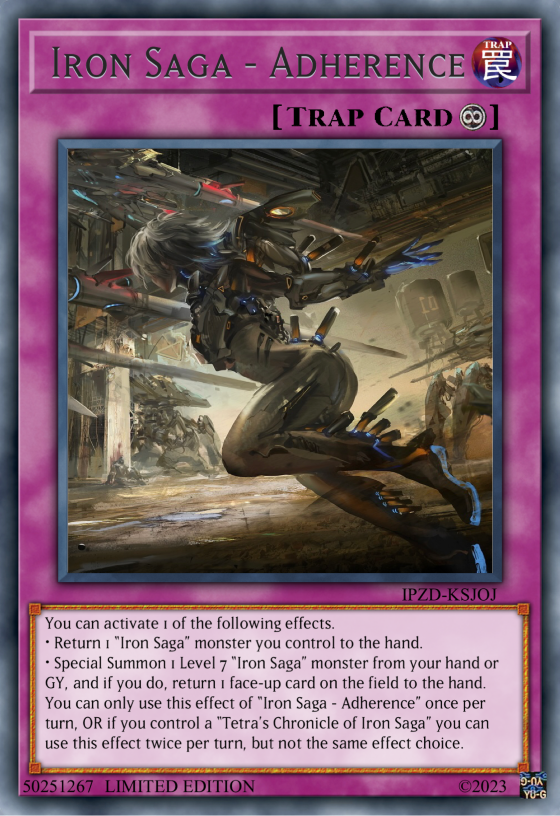 IRON SAGA - ADHERENCE
TRAP
罠
[TRAP CARD ]
10
IPZD-KSJOJ
You can activate 1 of the following effects.
• Return 1 "Iron Saga" monster you control to the hand.
• Special Summon 1 Level 7 "Iron Saga" monster from your hand or
GY, and if you do, return 1 face-up card on the field to the hand.
You can only use this effect of "Iron Saga - Adherence" once per
turn, OR if you control a "Tetra's Chronicle of Iron Saga" you can
use this effect twice per turn, but not the same effect choice.
50251267 LIMITED EDITION
©2023
YU-G
YU-G